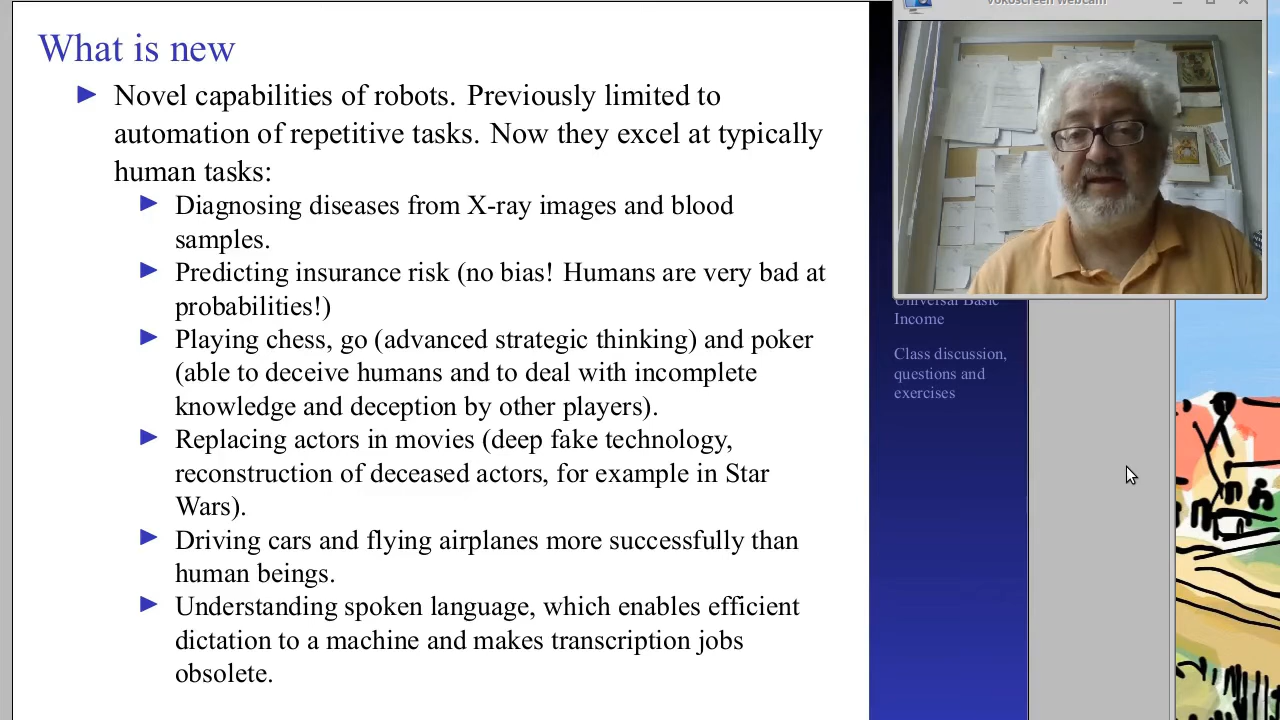 What is new
Novel capabilities of robots. Previously limited to
automation of repetitive tasks. Now they excel at typically
human tasks:
Diagnosing diseases from X-ray images and blood
samples.
Predicting insurance risk (no bias! Humans are very bad at
probabilities!)
Playing chess, go (advanced strategic thinking) and poker
(able to deceive humans and to deal with incomplete
knowledge and deception by other players).
Replacing actors in movies (deep fake technology,
reconstruction of deceased actors, for example in Star
Wars).
Driving cars and flying airplanes more successfully than
human beings.
Understanding spoken language, which enables efficient
dictation to a machine and makes transcription jobs
obsolete.
vokoscreen webcam
Universal Basic
Income
Class discussion,
questions and
exercises